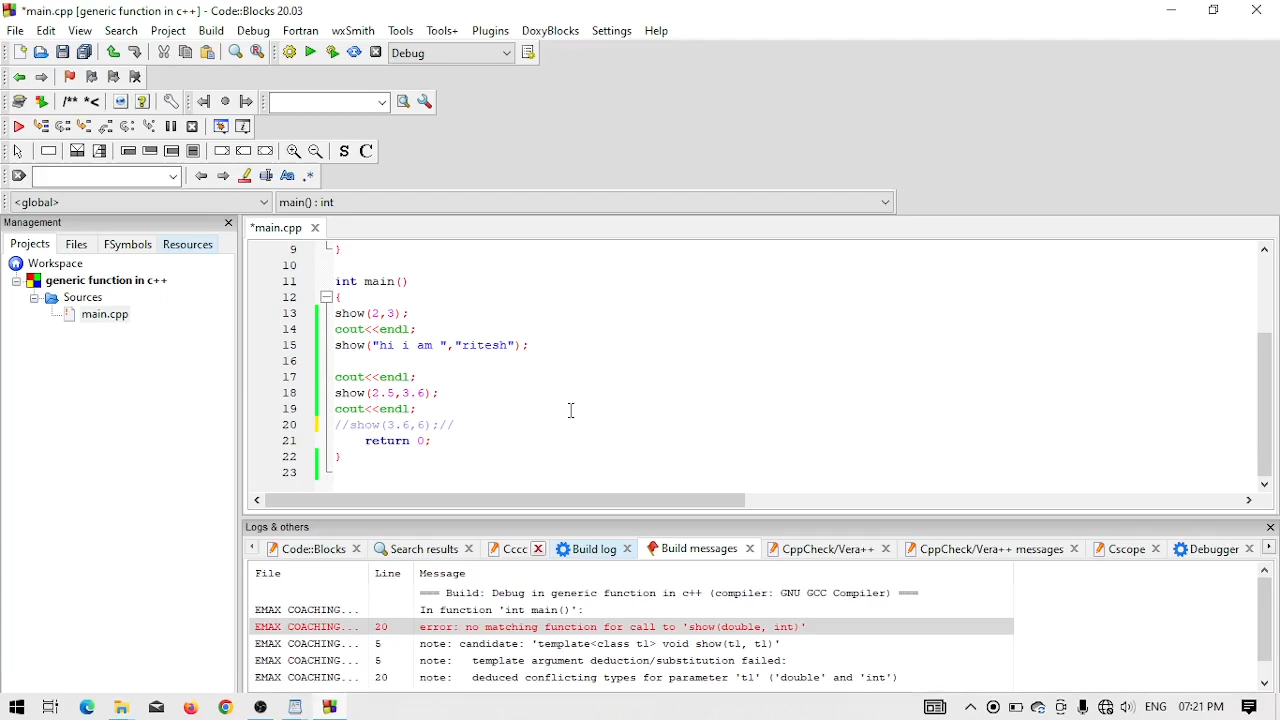 *main.cpp [generic function in c++] - Code::Blocks 20.03
File Edit View Search Project Build Debug Fortran wxSmith Tools Tools+ Plugins DoxyBlocks Settings Help
Debug
/** *<
S C
.*
<global> main() : int
Management
*main.cpp
Projects Files FSymbols Resources
Workspace
generic function in c++
Sources
main.cpp
9 }
10
11 int main()
12 {
13 show(2,3);
14 cout<<endl;
15 show("hi i am ","ritesh");
16
17 cout<<endl;
18 show(2.5,3.6);
19 cout<<endl;
20 //show(3.6,6);//
21 return 0;
22 }
23
Logs & others
Code::Blocks Search results Cccc Build log Build messages CppCheck/Vera++ CppCheck/Vera++ messages Cscope Debugger
File Line Message
=== Build: Debug in generic function in c++ (compiler: GNU GCC Compiler) ===
EMAX COACHING... In function 'int main()':
EMAX COACHING... 20 error: no matching function for call to 'show(double, int)'
EMAX COACHING... 5 note: candidate: 'template<class t1> void show(t1, t1)'
EMAX COACHING... 5 note: template argument deduction/substitution failed:
EMAX COACHING... 20 note: deduced conflicting types for parameter 't1' ('double' and 'int')
ENG 07:21 PM